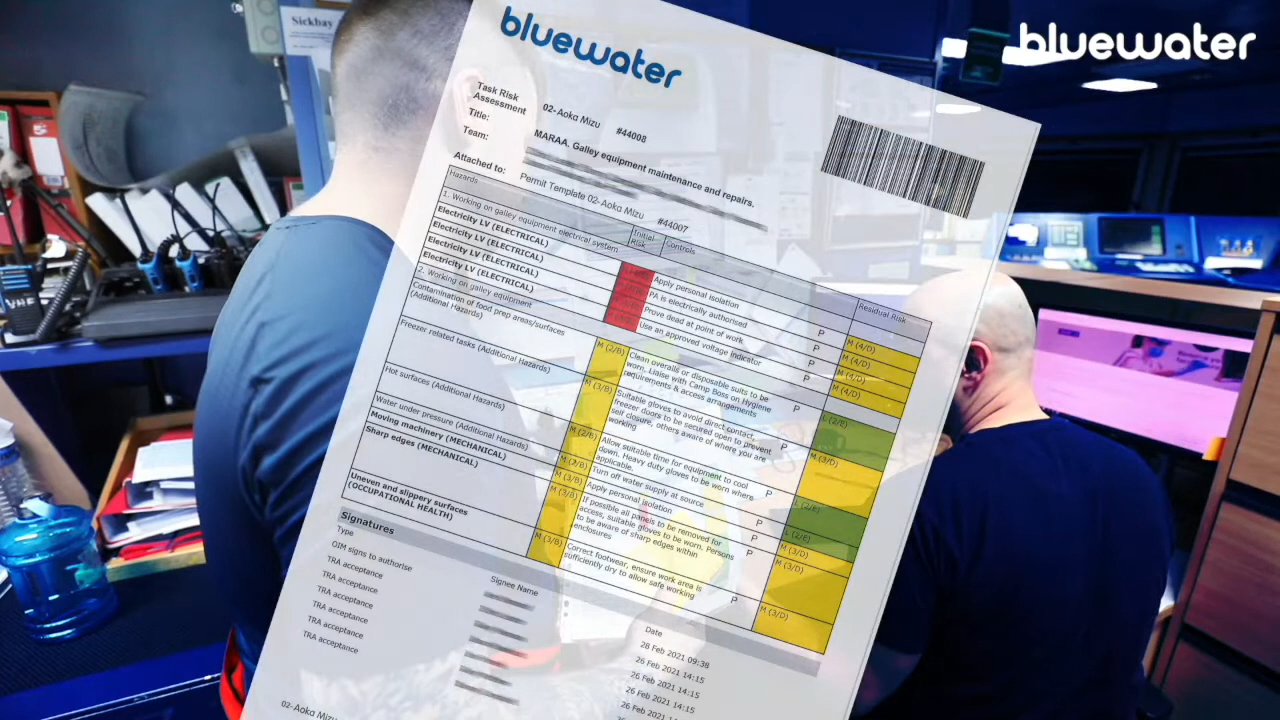 bluewater
bluewater
Sickbay
VHF
Task Risk Assessment
02-Aoka Mizu #44008
Title: MARAA. Galley equipment maintenance and repairs.
Team:
Attached to: Permit Template 02-Aoka Mizu #44007
Hazards Initial Risk Controls Residual Risk
1. Working on galley equipment electrical system
Electricity LV (ELECTRICAL) Apply personal isolation P M (4/D)
Electricity LV (ELECTRICAL) PA is electrically authorised P M (4/D)
Electricity LV (ELECTRICAL) Prove dead at point of work P M (4/D)
Electricity LV (ELECTRICAL) Use an approved voltage indicator P M (4/D)
2. Working on galley equipment
Contamination of food prep areas/surfaces
(Additional Hazards)
M (2/B)
Clean overalls or disposable suits to be
worn. Liaise with Camp Boss on Hygiene
requirements & access arrangements
P
L (2/E)
Freezer related tasks (Additional Hazards)
M (3/B)
Suitable gloves to avoid direct contact,
freezer doors to be secured open to prevent
self closure, others aware of where you are
working
P
M (3/D)
Hot surfaces (Additional Hazards)
M (2/B)
Allow suitable time for equipment to cool
down. Heavy duty gloves to be worn where
applicable.
P
L (2/E)
Water under pressure (Additional Hazards) M (2/B) Turn off water supply at source P L (2/E)
Moving machinery (MECHANICAL) M (3/B) Apply personal isolation P M (3/D)
Sharp edges (MECHANICAL)
M (3/B)
If possible all panels to be removed for
access, suitable gloves to be worn. Persons
to be aware of sharp edges within
enclosures
P
M (3/D)
Uneven and slippery surfaces
(OCCUPATIONAL HEALTH)
M (3/B)
Correct footwear, ensure work area is
sufficiently dry to allow safe working
P
M (3/D)
Signatures
Type Signee Name Date
OIM signs to authorise 28 Feb 2021 09:38
TRA acceptance 26 Feb 2021 14:15
TRA acceptance 26 Feb 2021 14:15
TRA acceptance 26 Feb 2021 14:15
TRA acceptance 26 Feb 2021
TRA acceptance
02-Aoka Mizu